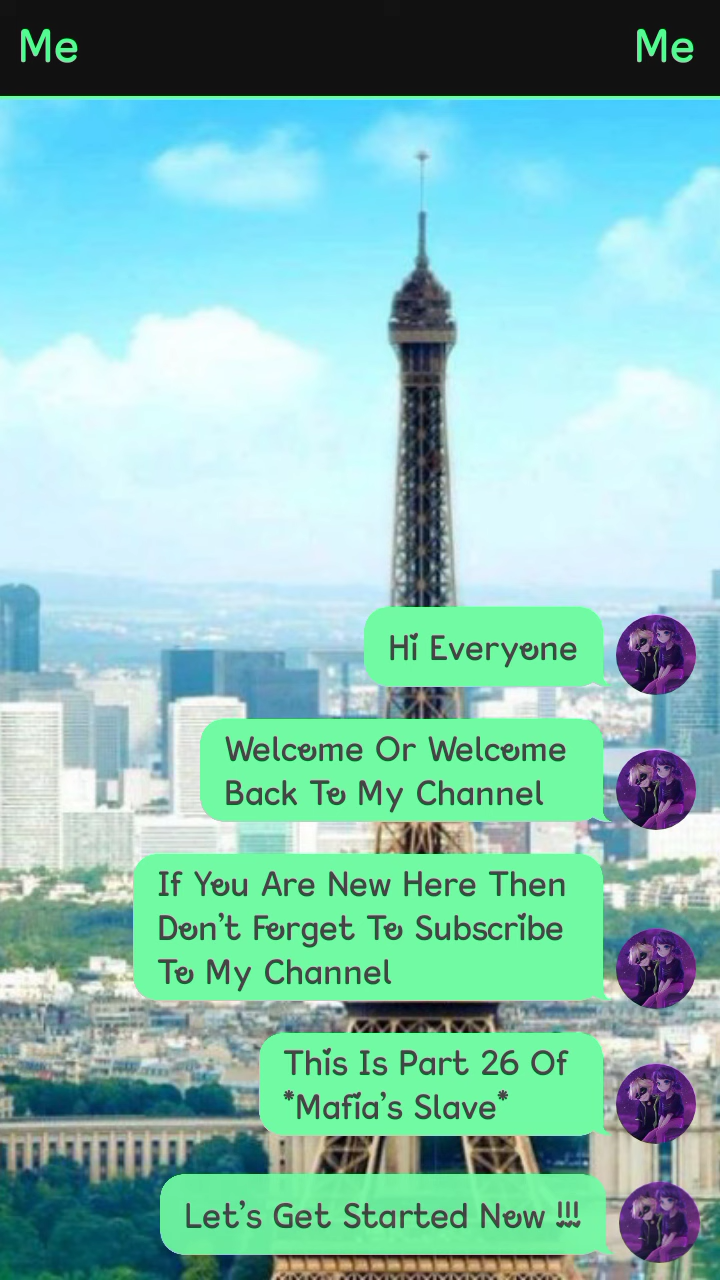 Me
Me
Hi Everyone
Welcome Or Welcome
Back To My Channel
If You Are New Here Then
Don't Forget To Subscribe
To My Channel
This Is Part 26 Of
*Mafia's Slave*
Let's Get Started Now !!!